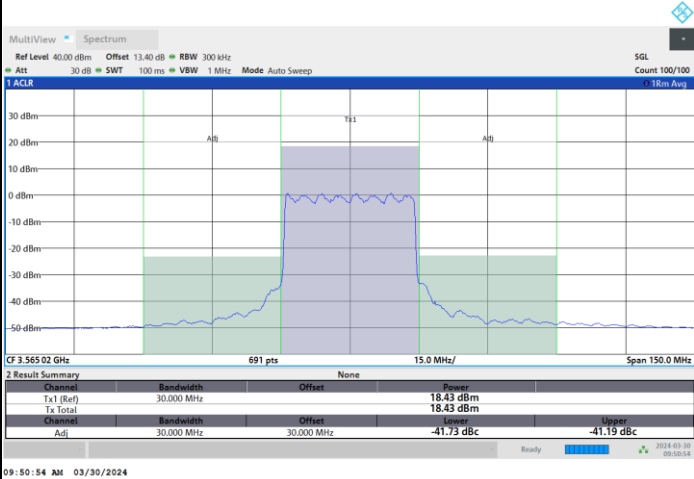 MultiView Spectrum
Ref Level 40.00 dBm Offset 13.40 dB RBW 300 kHz SGL
Att 30 dB SWT 100 ms VBW 1 MHz Mode Auto Sweep Count 100/100
1 ACLR 1Rm Avg
30 dBm
Tx1
20 dBm
Adj Adj
10 dBm
0 dBm
-10 dBm
-20 dBm
-30 dBm
-40 dBm
-50 dBm
CF 3.565 02 GHz 691 pts 15.0 MHz/ Span 150.0 MHz
2 Result Summary None
Channel Bandwidth Offset Power
Tx1 (Ref) 30.000 MHz 18.43 dBm
Tx Total 18.43 dBm
Channel Bandwidth Offset Lower Upper
Adj 30.000 MHz 30.000 MHz -41.73 dBc -41.19 dBc
Ready 2024-03-30
09:50:54
09:50:54 AM 03/30/2024